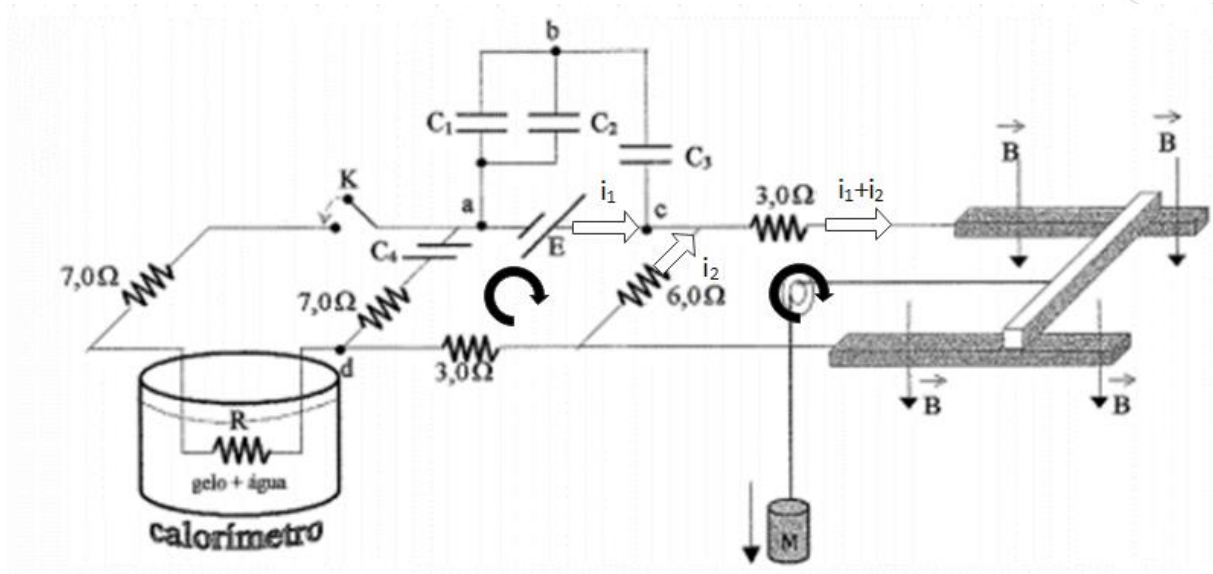 b
C₁
C₂
C₃
K
a
E
i₁
c
3,0Ω
i₁+i₂
B
B
C₄
7,0Ω
7,0Ω
i₂
6,0Ω
d
3,0Ω
B
B
R
gelo + água
calorímetro
M